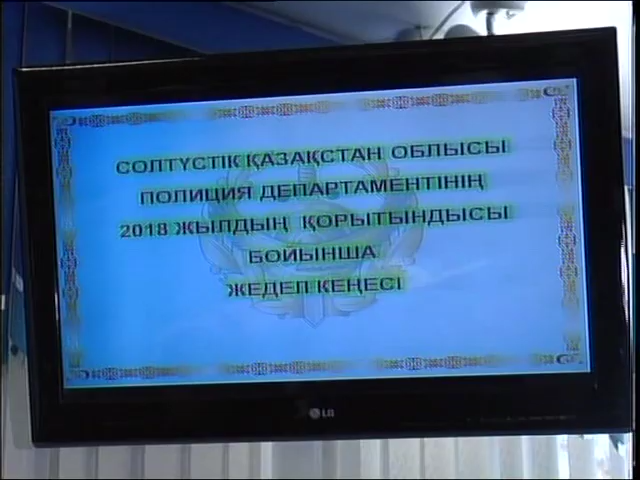 СОЛТҮСТІК ҚАЗАҚСТАН ОБЛЫСЫ
ПОЛИЦИЯ ДЕПАРТАМЕНТІНІҢ
2018 ЖЫЛДЫҢ ҚОРЫТЫНДЫСЫ
БОЙЫНША
ЖЕДЕЛ КЕҢЕСІ
LG